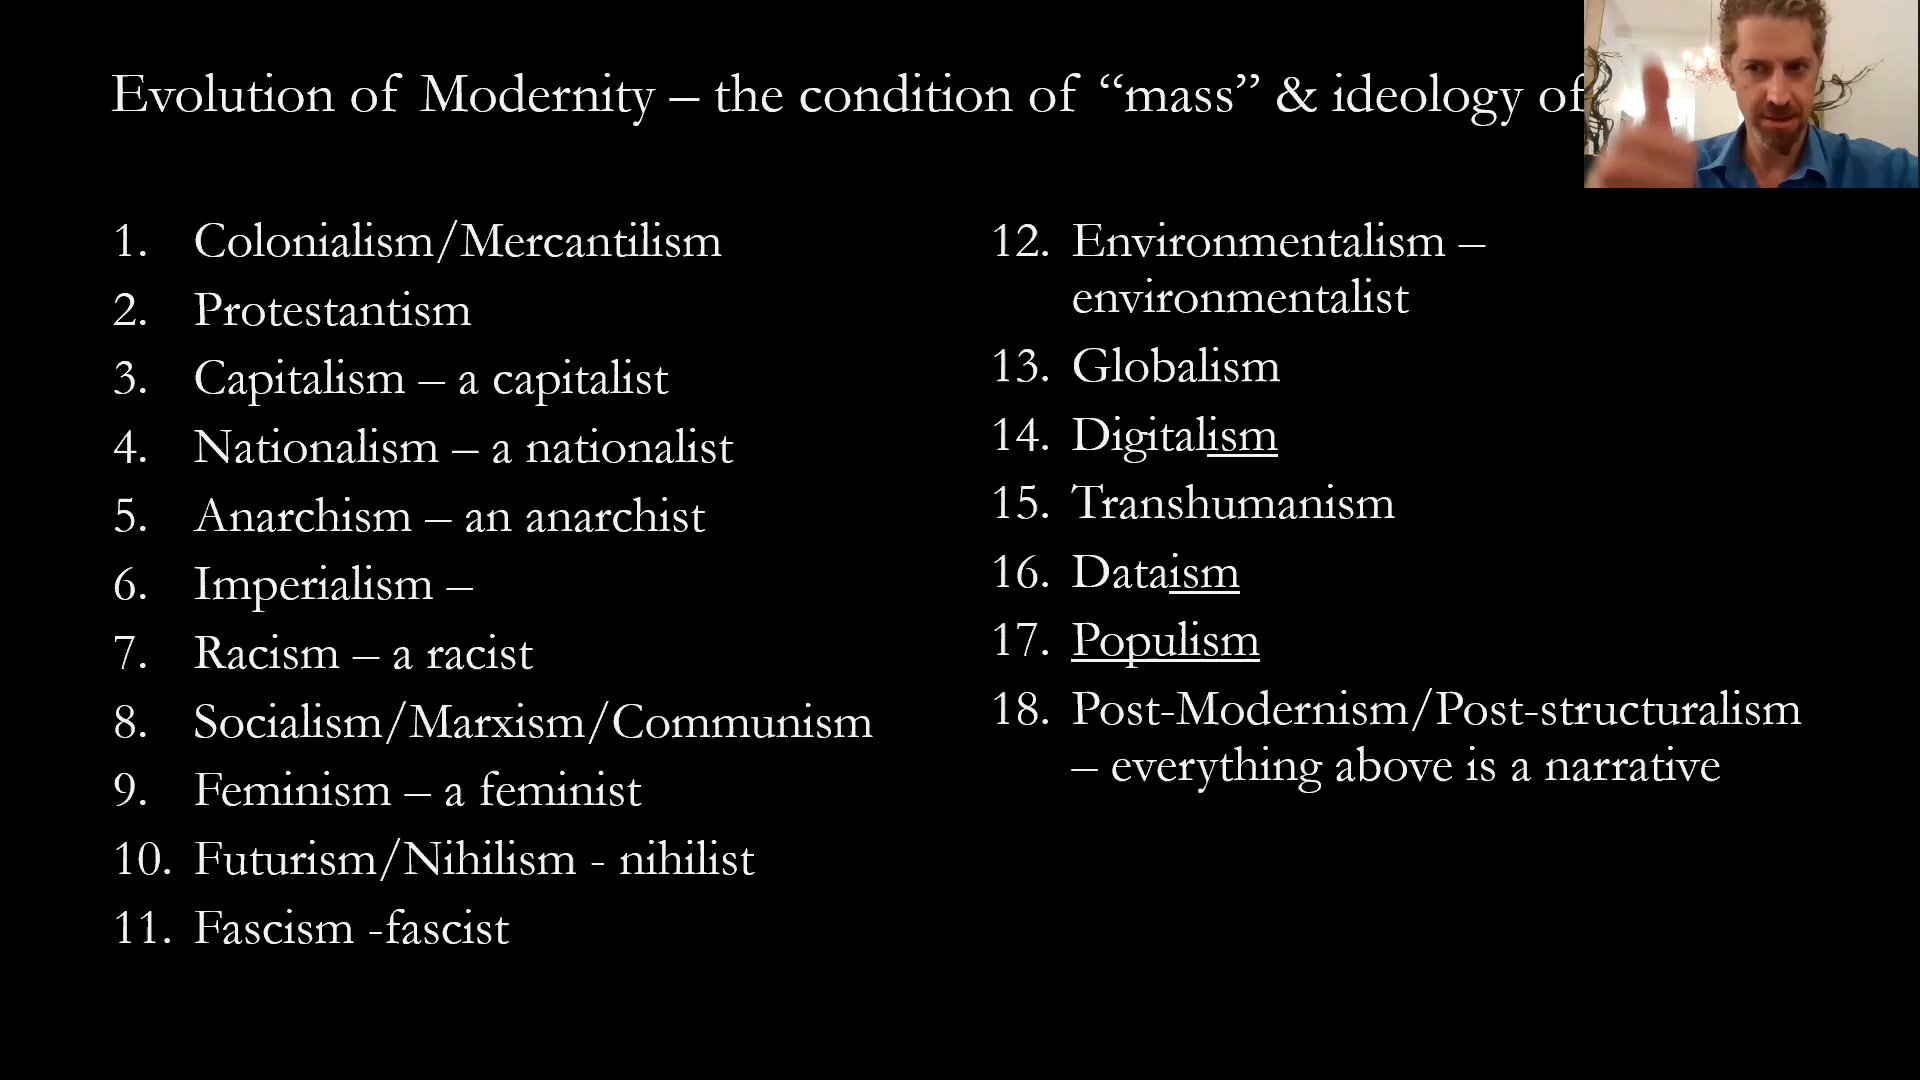 Evolution of Modernity – the condition of “mass” & ideology of
1. Colonialism/Mercantilism
2. Protestantism
3. Capitalism – a capitalist
4. Nationalism – a nationalist
5. Anarchism – an anarchist
6. Imperialism –
7. Racism – a racist
8. Socialism/Marxism/Communism
9. Feminism – a feminist
10. Futurism/Nihilism - nihilist
11. Fascism -fascist
12. Environmentalism –
environmentalist
13. Globalism
14. Digitalism
15. Transhumanism
16. Dataism
17. Populism
18. Post-Modernism/Post-structuralism
– everything above is a narrative